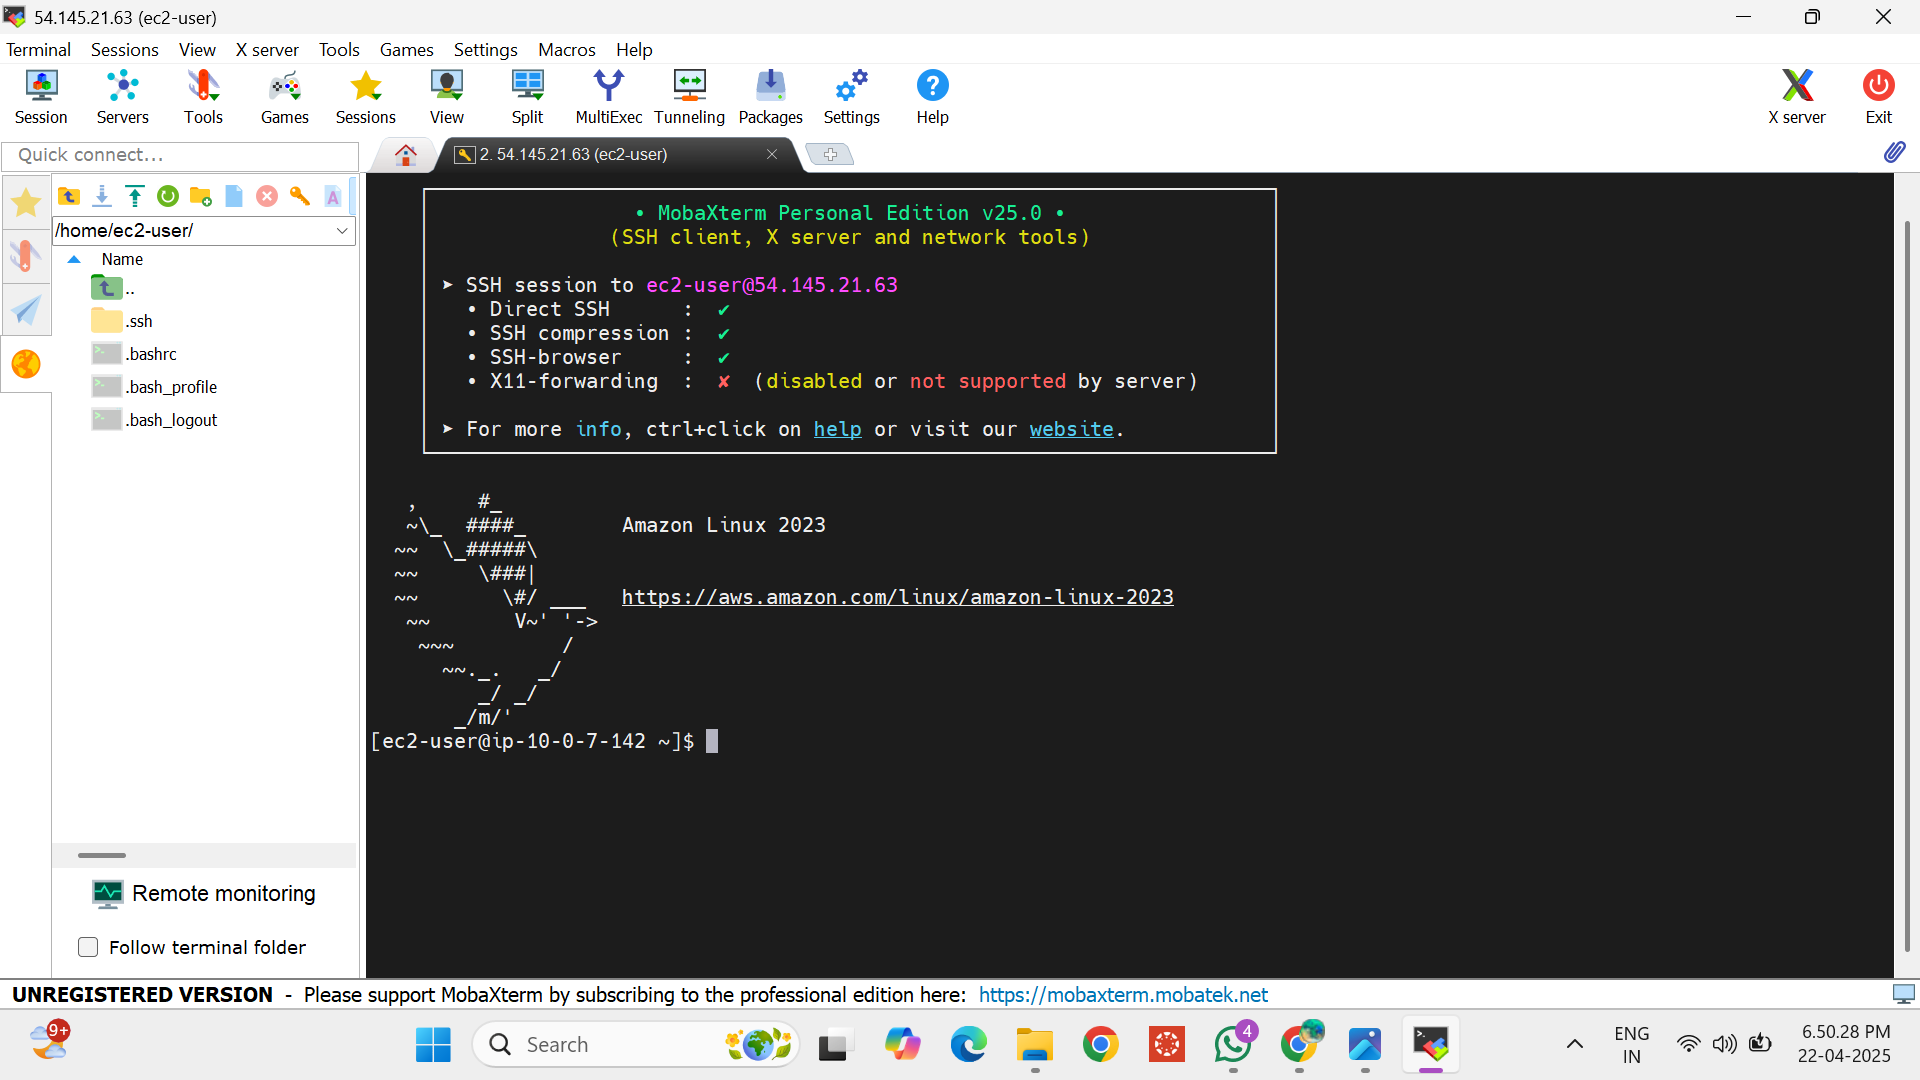 54.145.21.63 (ec2-user)
Terminal Sessions View X server Tools Games Settings Macros Help
Session Servers Tools Games Sessions View Split MultiExec Tunneling Packages Settings Help X server Exit
Quick connect...
2. 54.145.21.63 (ec2-user)
/home/ec2-user/
Name
..
.ssh
.bashrc
.bash_profile
.bash_logout
Remote monitoring
Follow terminal folder
• MobaXterm Personal Edition v25.0 •
(SSH client, X server and network tools)
➤ SSH session to ec2-user@54.145.21.63
• Direct SSH : ✔
• SSH compression : ✔
• SSH-browser : ✔
• X11-forwarding : ✘ (disabled or not supported by server)
➤ For more info, ctrl+click on help or visit our website.
,      #_
~\_  ####_        Amazon Linux 2023
~~  \_#####\
~~     \###|
~~       \#/ ___   https://aws.amazon.com/linux/amazon-linux-2023
~~       V~' '->
~~~         /
~~._.   _/
_/ _/
_/m/'
[ec2-user@ip-10-0-7-142 ~]$
UNREGISTERED VERSION - Please support MobaXterm by subscribing to the professional edition here: https://mobaxterm.mobatek.net
9+
Search
4
ENG
IN
6.50.28 PM
22-04-2025